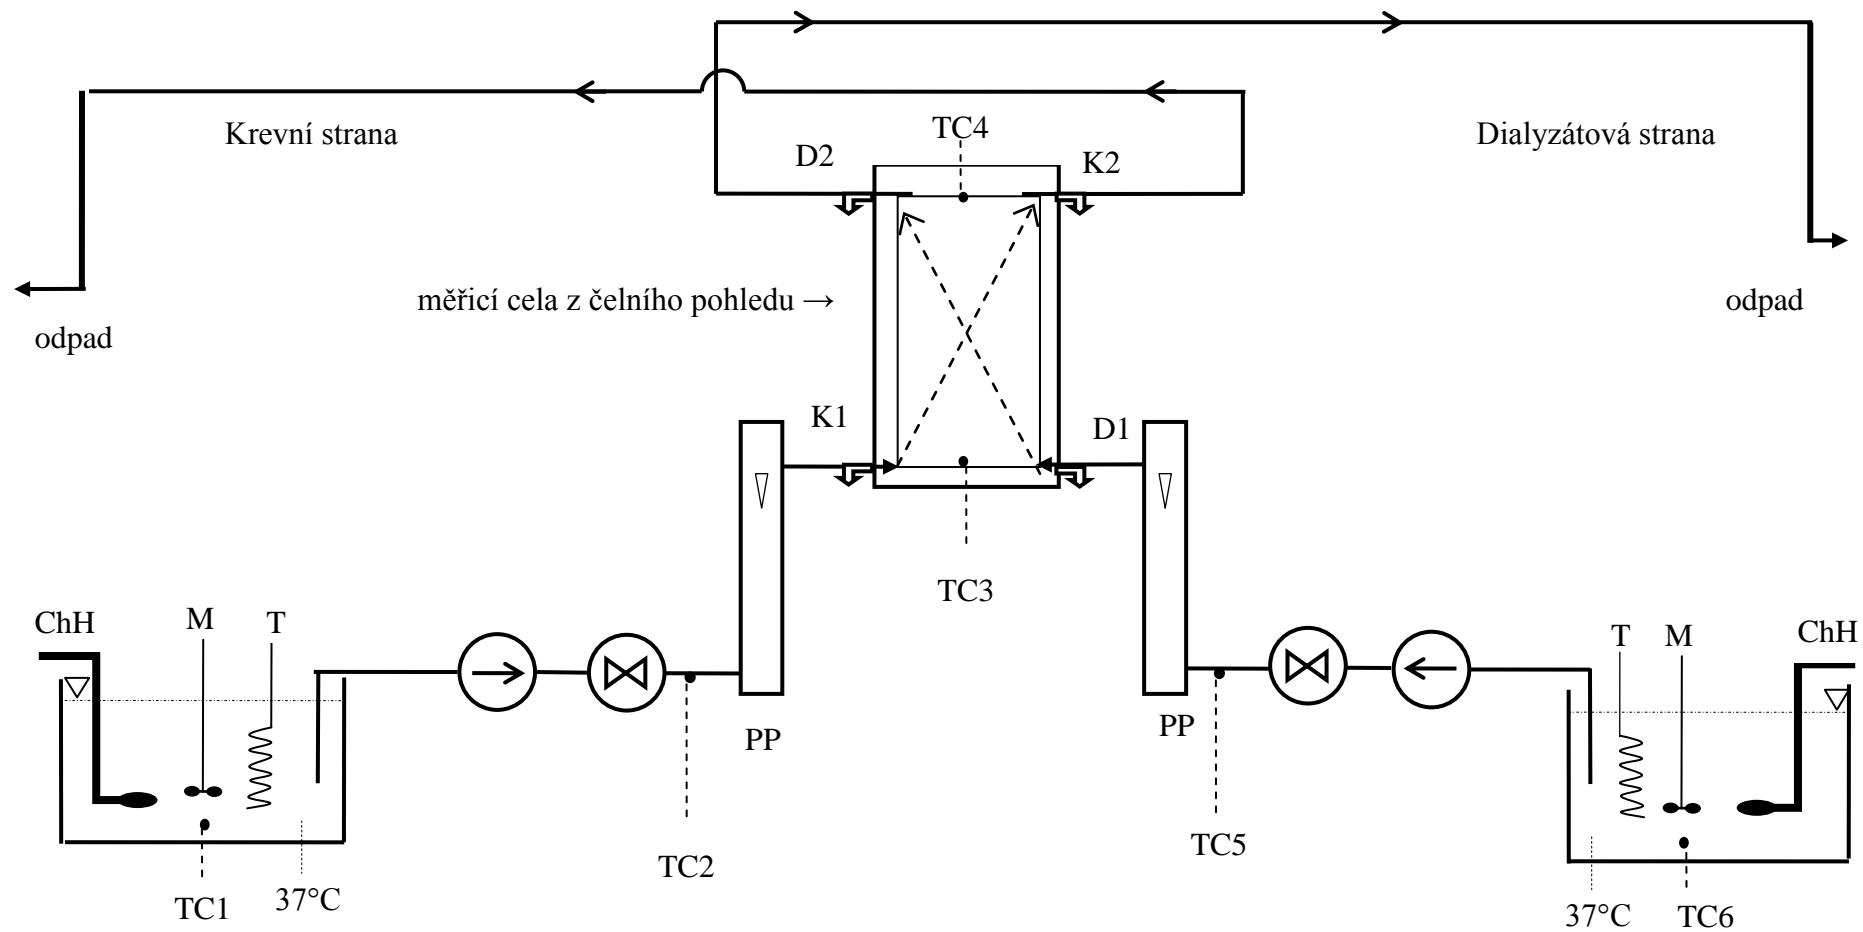 TC4
Krevní strana
Dialyzátová strana
D2
K2
měřicí cela z čelního pohledu →
odpad
odpad
K1
D1
TC3
ChH
M
T
T
M
ChH
PP
PP
TC2
TC5
TC1
37°C
37°C
TC6